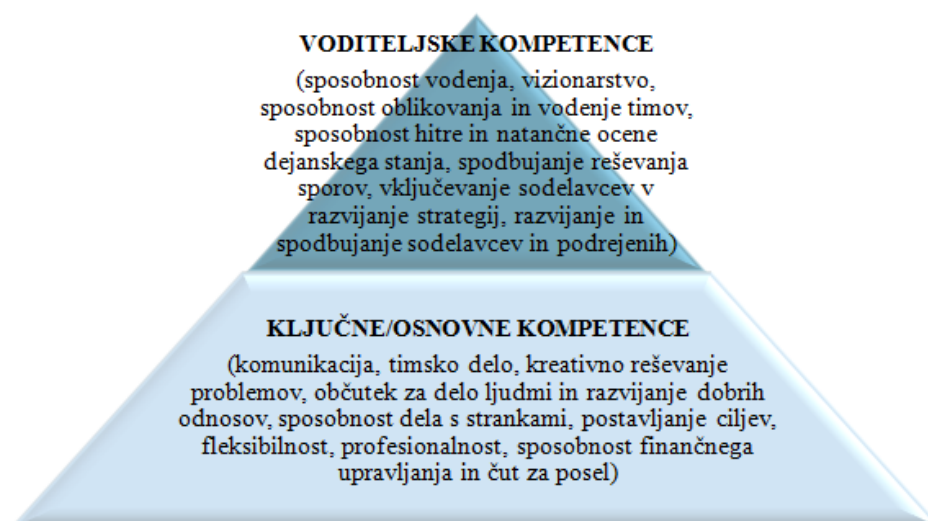 VODITELJSKE KOMPETENCE
(sposobnost vodenja, vizionarstvo,
sposobnost oblikovanja in vodenje timov,
sposobnost hitre in natančne ocene
dejanskega stanja, spodbujanje reševanja
sporov, vključevanje sodelavcev v
razvijanje strategij, razvijanje in
spodbujanje sodelavcev in podrejenih)
KLJUČNE/OSNOVNE KOMPETENCE
(komunikacija, timsko delo, kreativno reševanje
problemov, občutek za delo ljudmi in razvijanje dobrih
odnosov, sposobnost dela s strankami, postavljanje ciljev,
fleksibilnost, profesionalnost, sposobnost finančnega
upravljanja in čut za posel)